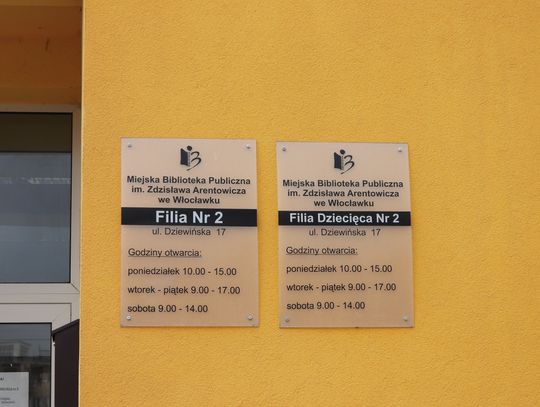 Miejska Biblioteka Publiczna
im. Zdzisława Arentowicza
we Włocławku
Filia Nr 2
ul. Dziewińska 17
Godziny otwarcia:
poniedziałek 10.00 - 15.00
wtorek - piątek 9.00 - 17.00
sobota 9.00 - 14.00
Miejska Biblioteka Publiczna
im. Zdzisława Arentowicza
we Włocławku
Filia Dziecięca Nr 2
ul. Dziewińska 17
Godziny otwarcia:
poniedziałek 10.00 - 15.00
wtorek - piątek 9.00 - 17.00
sobota 9.00 - 14.00